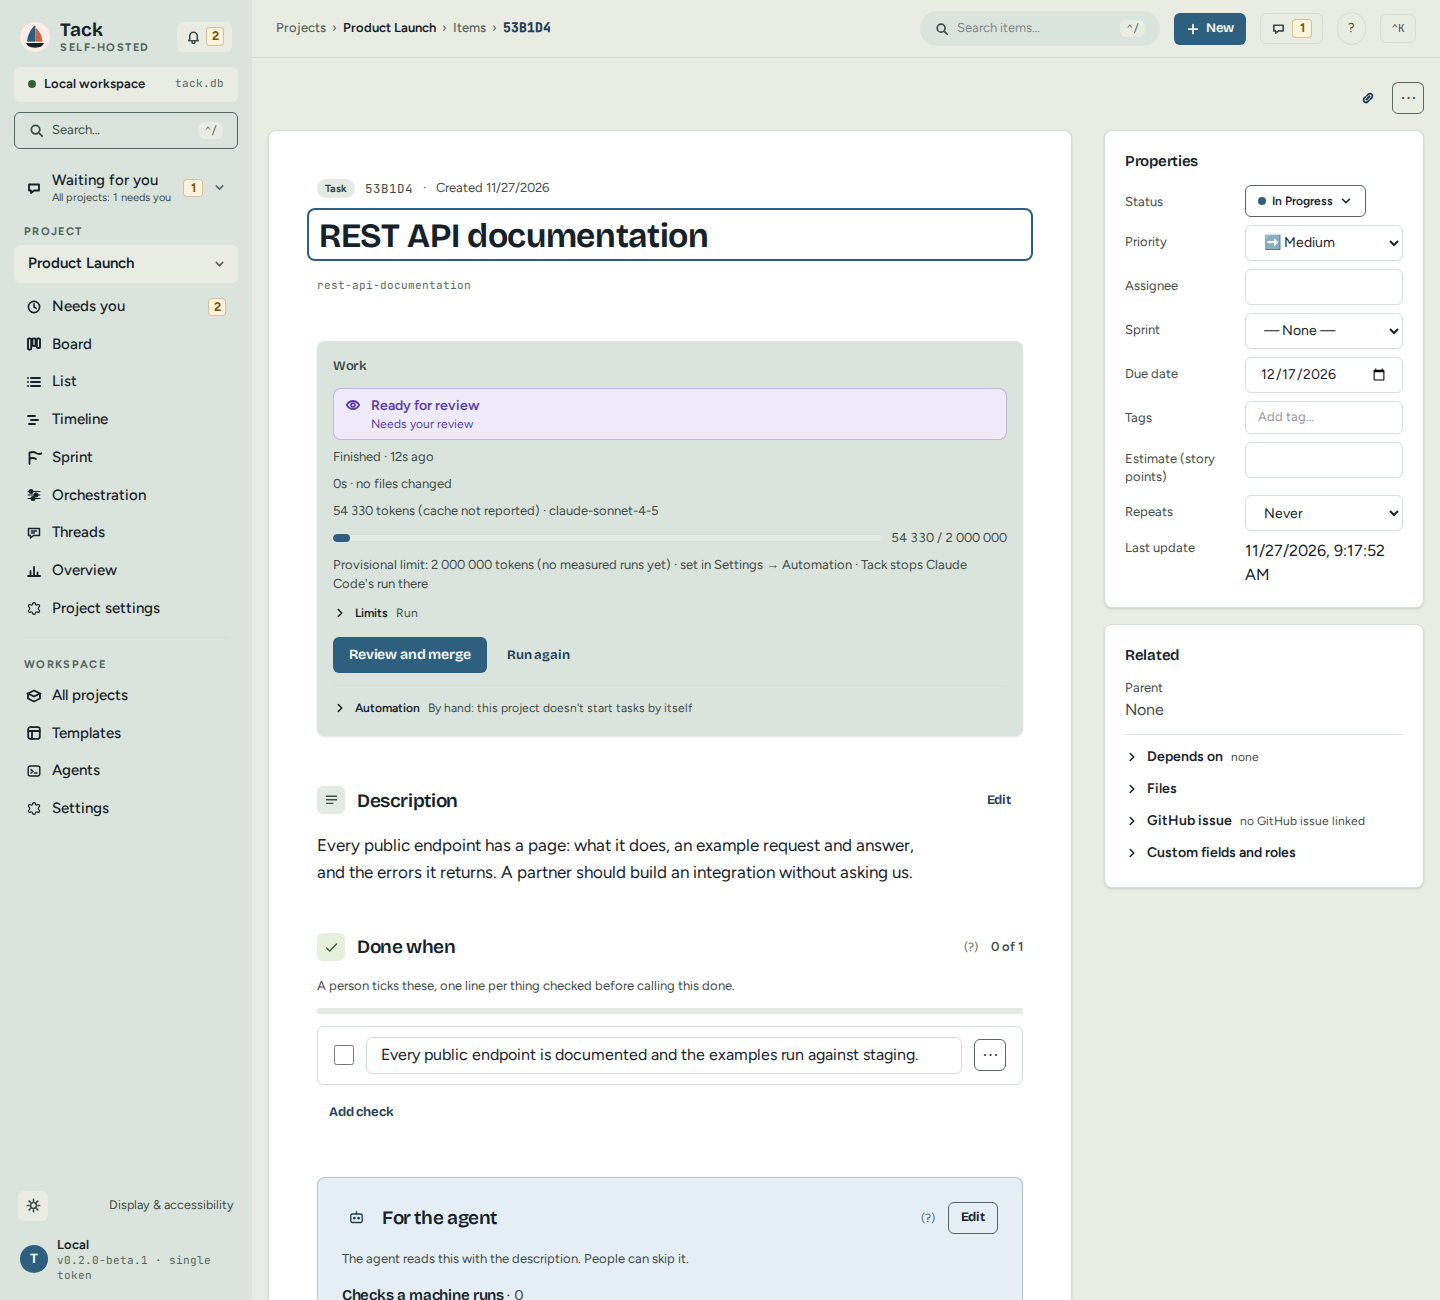 Tack
SELF-HOSTED
2
Local workspace
tack.db
Search...
^/
Waiting for you
All projects: 1 needs you
1
PROJECT
Product Launch
Needs you
2
Board
List
Timeline
Sprint
Orchestration
Threads
Overview
Project settings
WORKSPACE
All projects
Templates
Agents
Settings
Display & accessibility
T
Local
v0.2.0-beta.1 · single
token
Projects › Product Launch › Items › 53B1D4
Search items...
^/
+ New
1
?
^K
Task
53B1D4 · Created 11/27/2026
REST API documentation
rest-api-documentation
Work
Ready for review
Needs your review
Finished · 12s ago
0s · no files changed
54 330 tokens (cache not reported) · claude-sonnet-4-5
54 330 / 2 000 000
Provisional limit: 2 000 000 tokens (no measured runs yet) · set in Settings → Automation · Tack stops Claude
Code's run there
Limits Run
Review and merge
Run again
Automation By hand: this project doesn't start tasks by itself
Description
Edit
Every public endpoint has a page: what it does, an example request and answer,
and the errors it returns. A partner should build an integration without asking us.
Done when
(?) 0 of 1
A person ticks these, one line per thing checked before calling this done.
Every public endpoint is documented and the examples run against staging.
...
Add check
For the agent
(?)
Edit
The agent reads this with the description. People can skip it.
Checks a machine runs · 0
...
Properties
Status
In Progress
Priority
➡️ Medium
Assignee
Sprint
— None —
Due date
12/17/2026
Tags
Add tag...
Estimate (story
points)
Repeats
Never
Last update
11/27/2026, 9:17:52
AM
Related
Parent
None
Depends on none
Files
GitHub issue no GitHub issue linked
Custom fields and roles